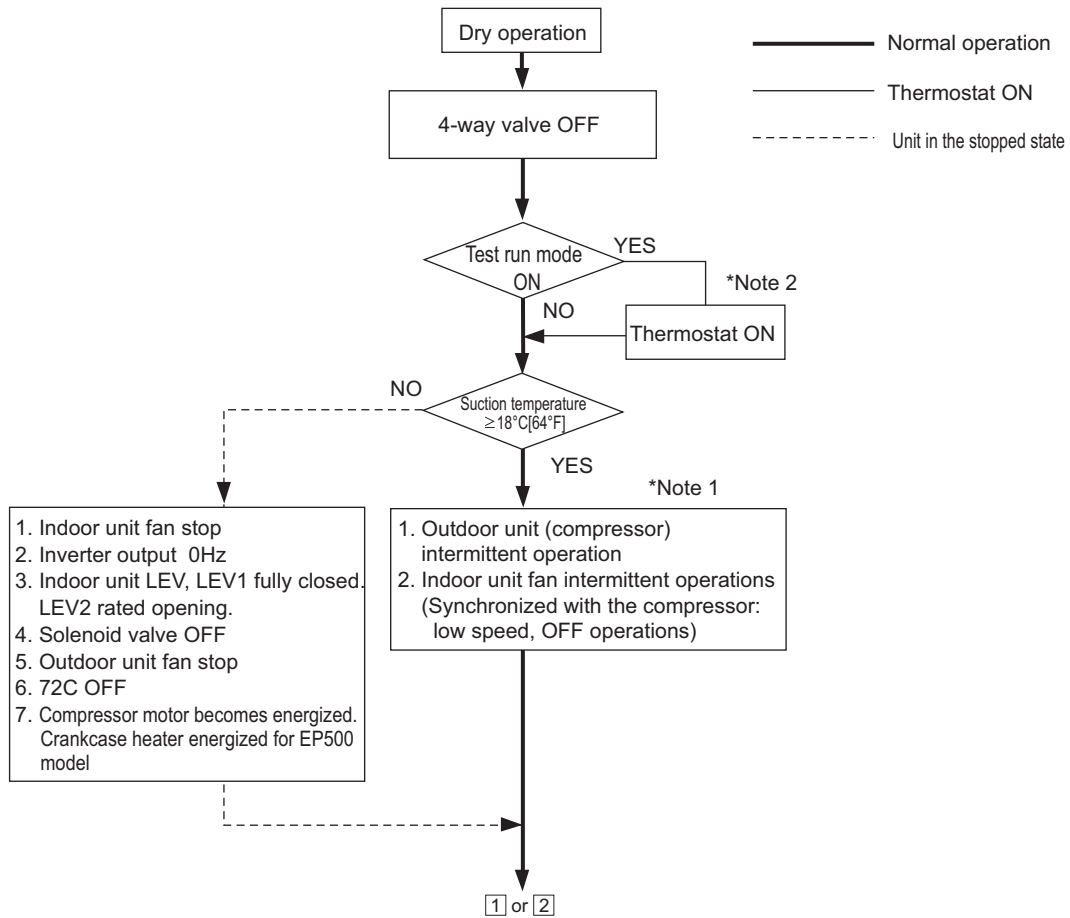 Dry operation
Normal operation
4-way valve OFF
Thermostat ON
Unit in the stopped state
Test run mode
ON
YES
*Note 2
NO
Thermostat ON
NO
Suction temperature
≥18°C[64°F]
YES
*Note 1
1. Indoor unit fan stop
2. Inverter output 0Hz
3. Indoor unit LEV, LEV1 fully closed.
LEV2 rated opening.
4. Solenoid valve OFF
5. Outdoor unit fan stop
6. 72C OFF
7. Compressor motor becomes energized.
Crankcase heater energized for EP500
model
1. Outdoor unit (compressor)
intermittent operation
2. Indoor unit fan intermittent operations
(Synchronized with the compressor:
low speed, OFF operations)
1 or 2